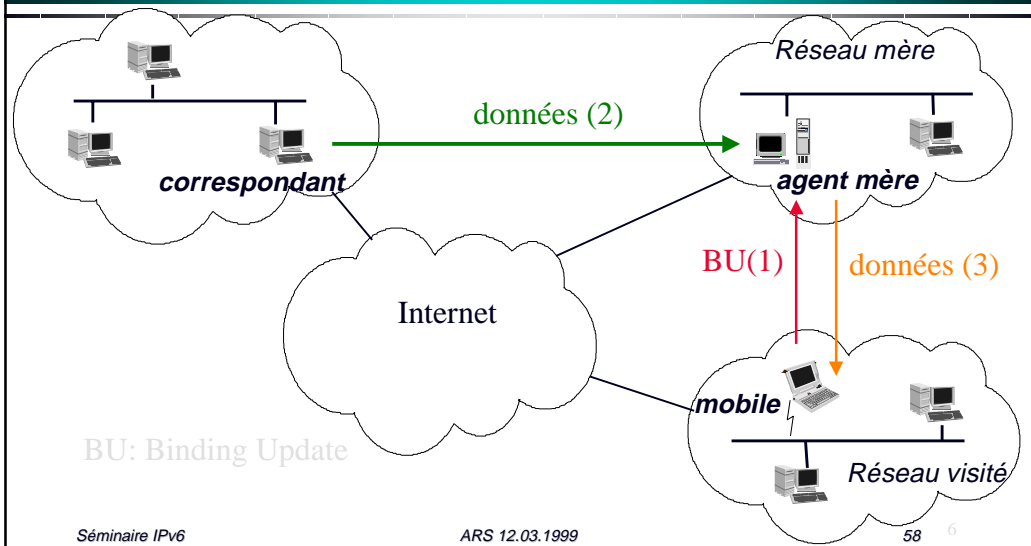 Réseau mère
données (2)
correspondant
agent mère
BU(1)
données (3)
Internet
mobile
BU: Binding Update
Réseau visité
Séminaire IPv6
ARS 12.03.1999
58
6